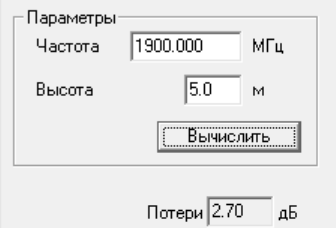 Параметры
Частота 1900.000 МГц
Высота 5.0 м
Вычислить
Потери 2.70 дБ